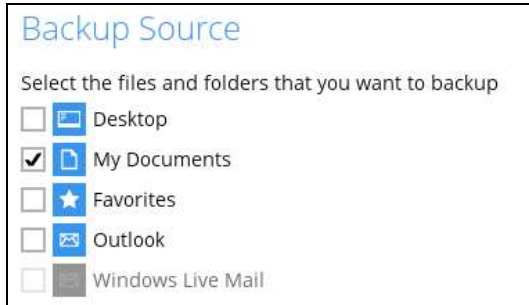 Backup Source
Select the files and folders that you want to backup
Desktop
My Documents
Favorites
Outlook
Windows Live Mail